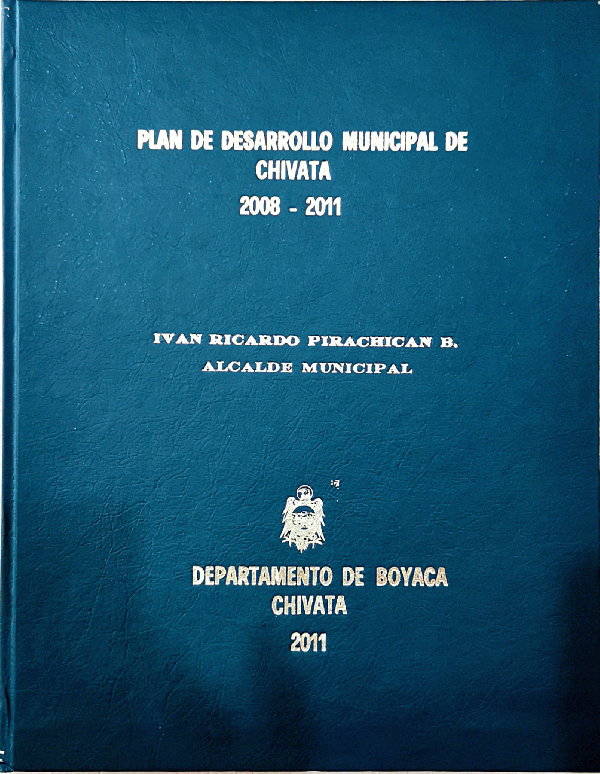 PLAN DE DESARROLLO MUNICIPAL DE
CHIVATA
2008 - 2011
IVAN RICARDO PIRACHICAN B.
ALCALDE MUNICIPAL
DEPARTAMENTO DE BOYACA
CHIVATA
2011